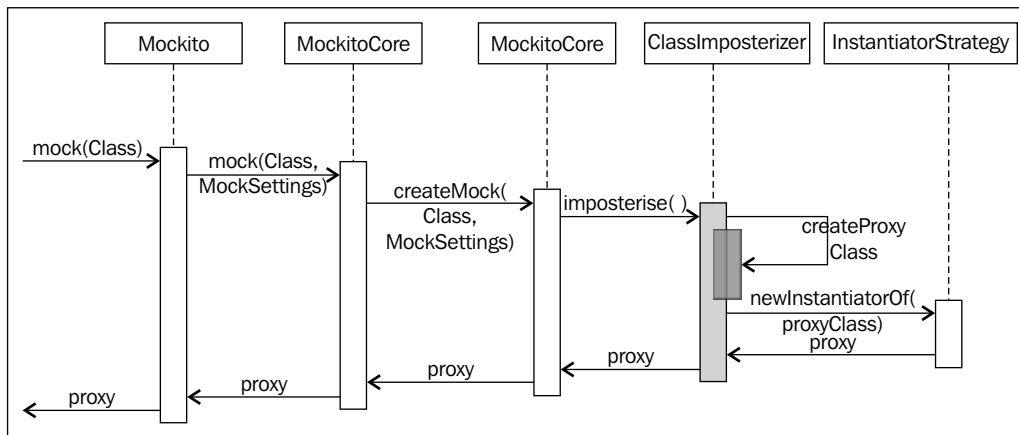 Mockito
MockitoCore
MockitoCore
ClassImposterizer
InstantiatorStrategy
mock(Class)
mock(Class,
MockSettings)
createMock(
Class,
MockSettings)
imposterise( )
createProxy
Class
newInstantiatorOf(
proxyClass)
proxy
proxy
proxy
proxy
proxy